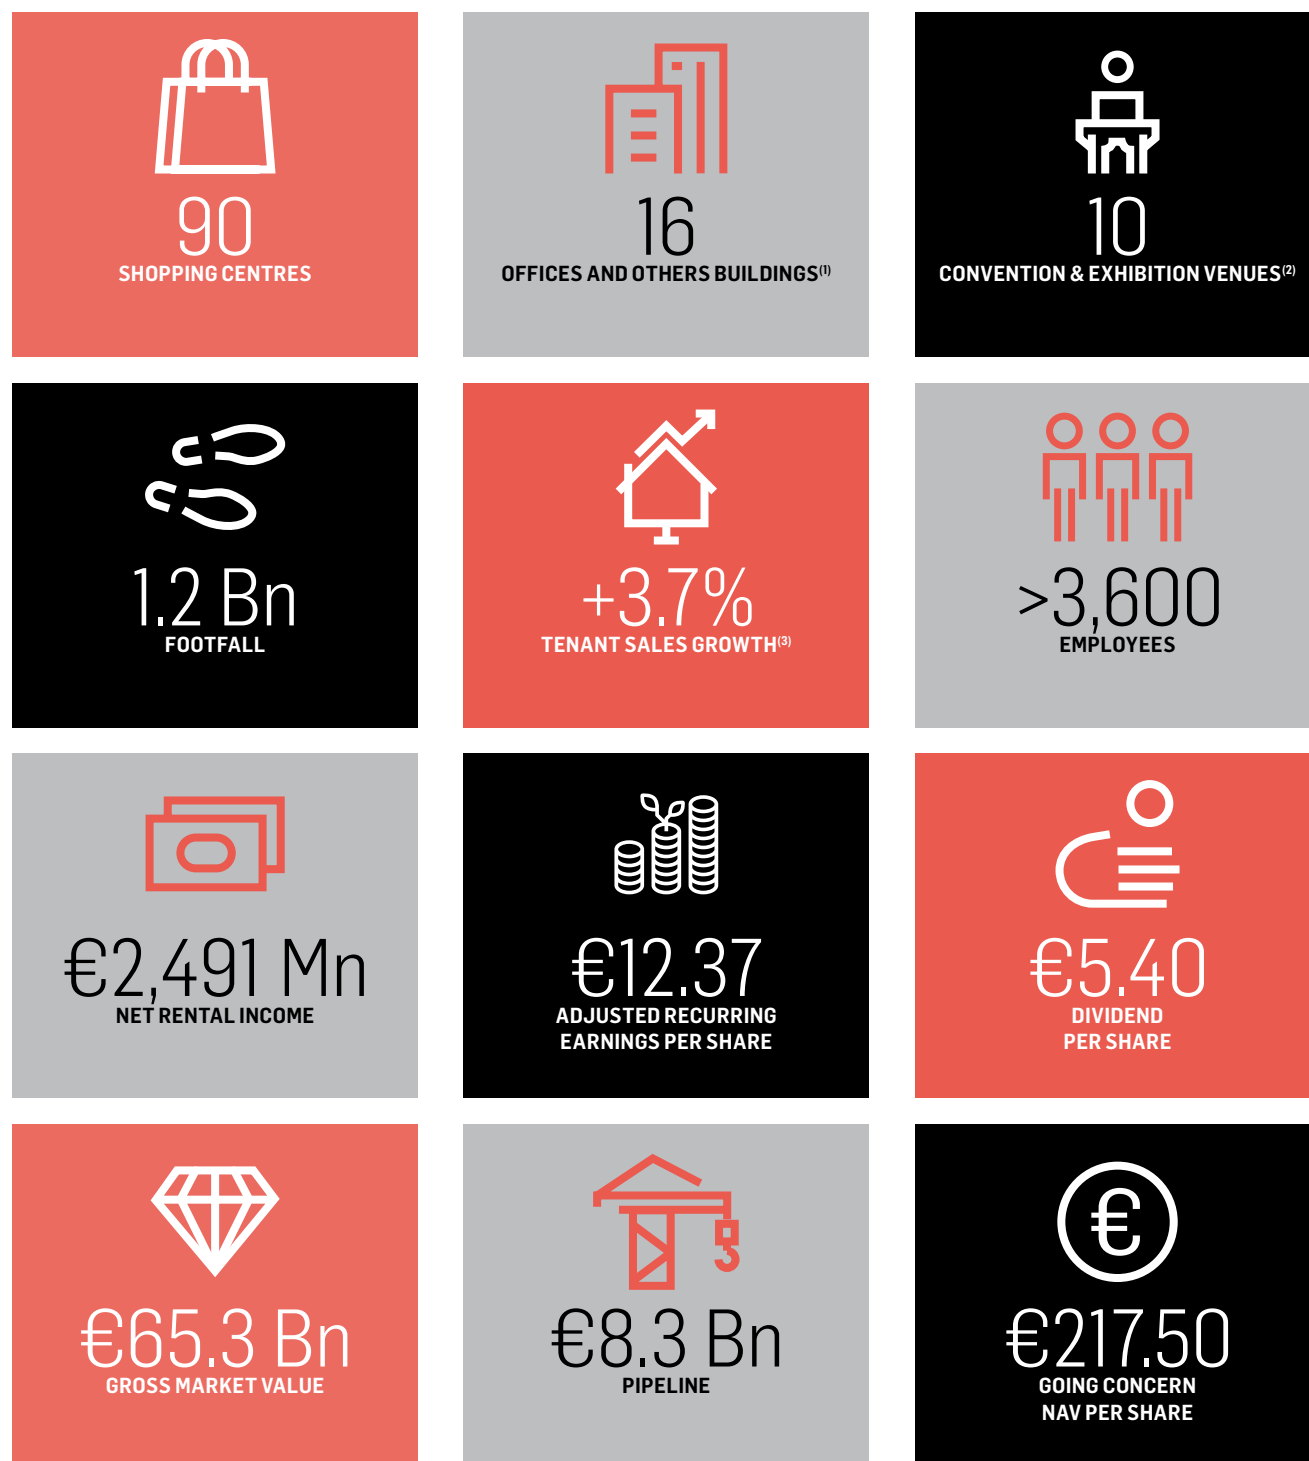 90
SHOPPING CENTRES
16
OFFICES AND OTHERS BUILDINGS(1)
10
CONVENTION & EXHIBITION VENUES(2)
1.2 Bn
FOOTFALL
+3.7%
TENANT SALES GROWTH(3)
>3,600
EMPLOYEES
€2,491 Mn
NET RENTAL INCOME
€12.37
ADJUSTED RECURRING
EARNINGS PER SHARE
€5.40
DIVIDEND
PER SHARE
€65.3 Bn
GROSS MARKET VALUE
€8.3 Bn
PIPELINE
€
€217.50
GOING CONCERN
NAV PER SHARE